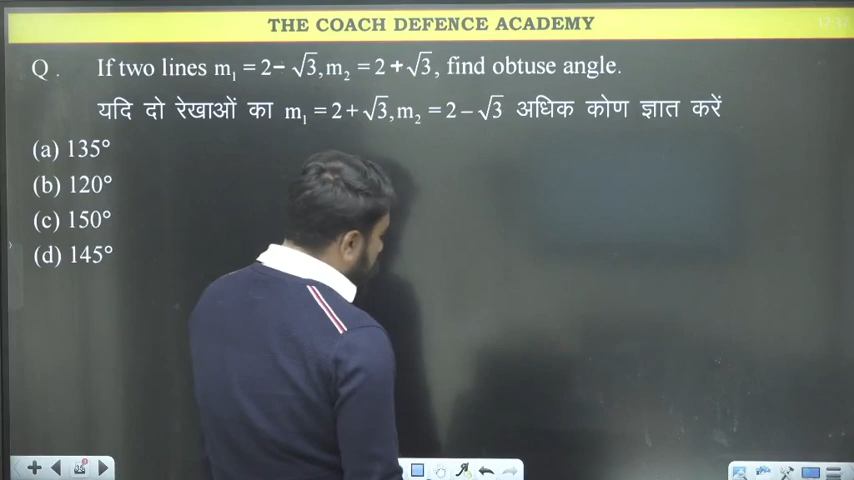 THE COACH DEFENCE ACADEMY
Q . If two lines m₁ = 2− √3, m₂ = 2+√3, find obtuse angle.
यदि दो रेखाओं का m₁ = 2+√3, m₂ = 2−√3 अधिक कोण ज्ञात करें
(a) 135°
(b) 120°
(c) 150°
(d) 145°